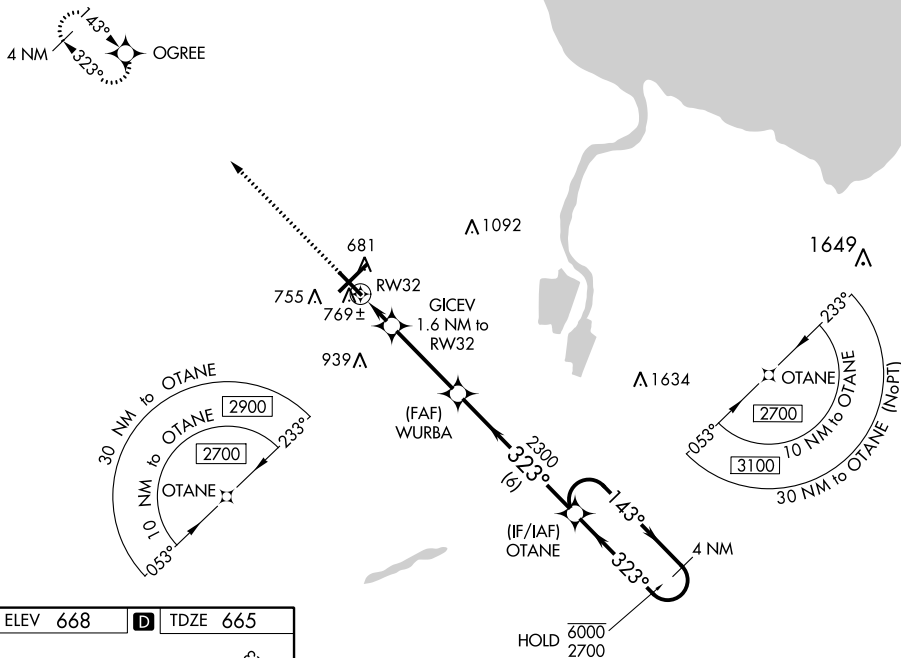 143°
4 NM
323°
OGREE
1092
681
RW32
755
769±
GICEV
1.6 NM to
RW32
939
1649
233°
OTANE
2700
053°
10 NM to OTANE
3100
30 NM to OTANE (NoPT)
1634
(FAF)
WURBA
30 NM to OTANE
2900
10 NM to OTANE
2700
233°
OTANE
053°
2300
323°
(6)
143°
(IF/IAF)
OTANE
4 NM
323°
HOLD 6000
2700
ELEV 668 D TDZE 665